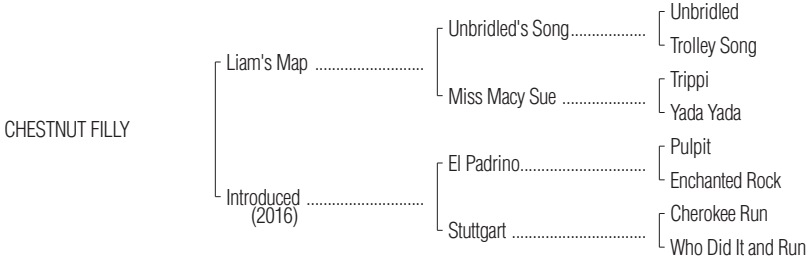 Unbridled
Unbridled's Song..................
Trolley Song
Liam's Map ..........................
Trippi
Miss Macy Sue ....................
Yada Yada
CHESTNUT FILLY
Pulpit
El Padrino..............................
Enchanted Rock
Introduced ............................
(2016)
Cherokee Run
Stuttgart ................................
Who Did It and Run